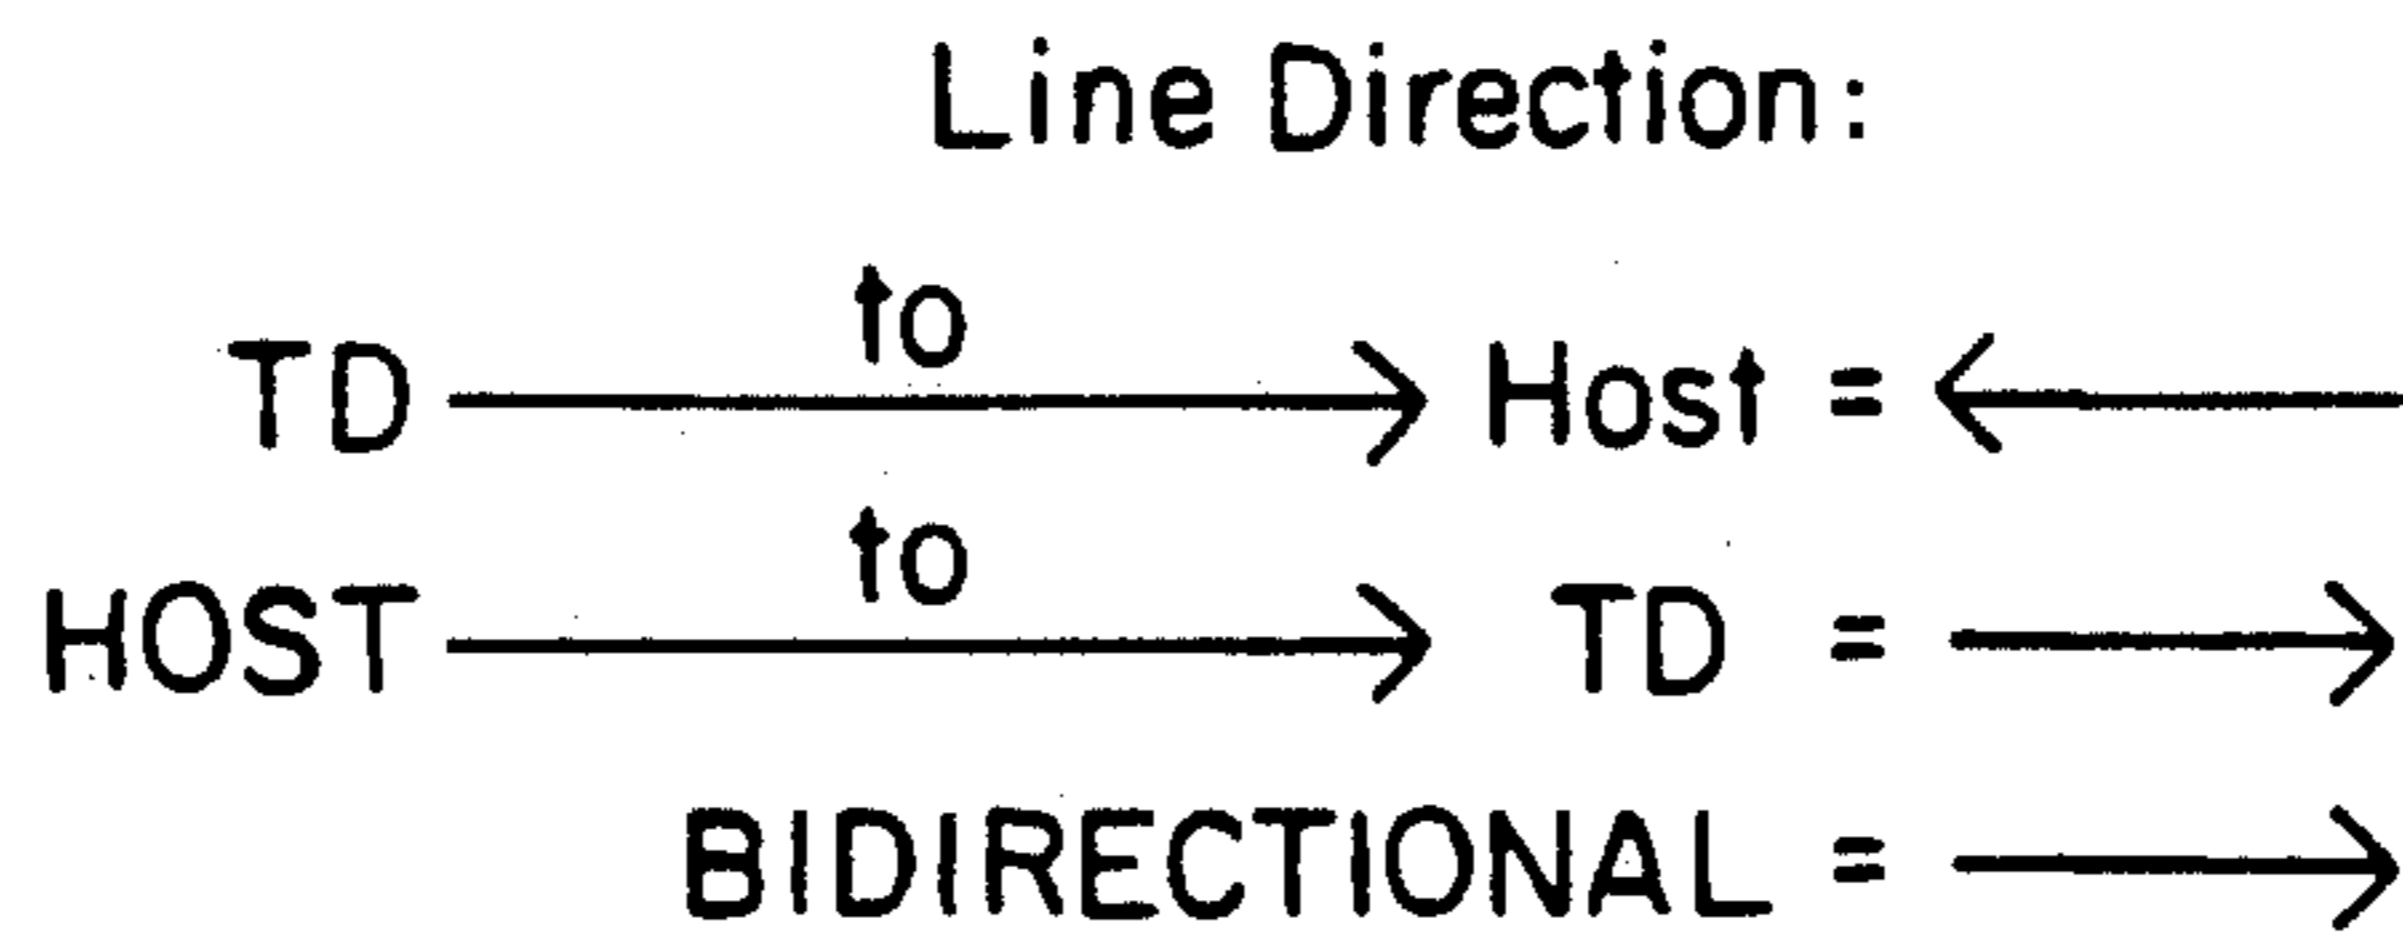 Line Direction:
TD to → Host = ←
HOST to → TD = →
BIDIRECTIONAL = →